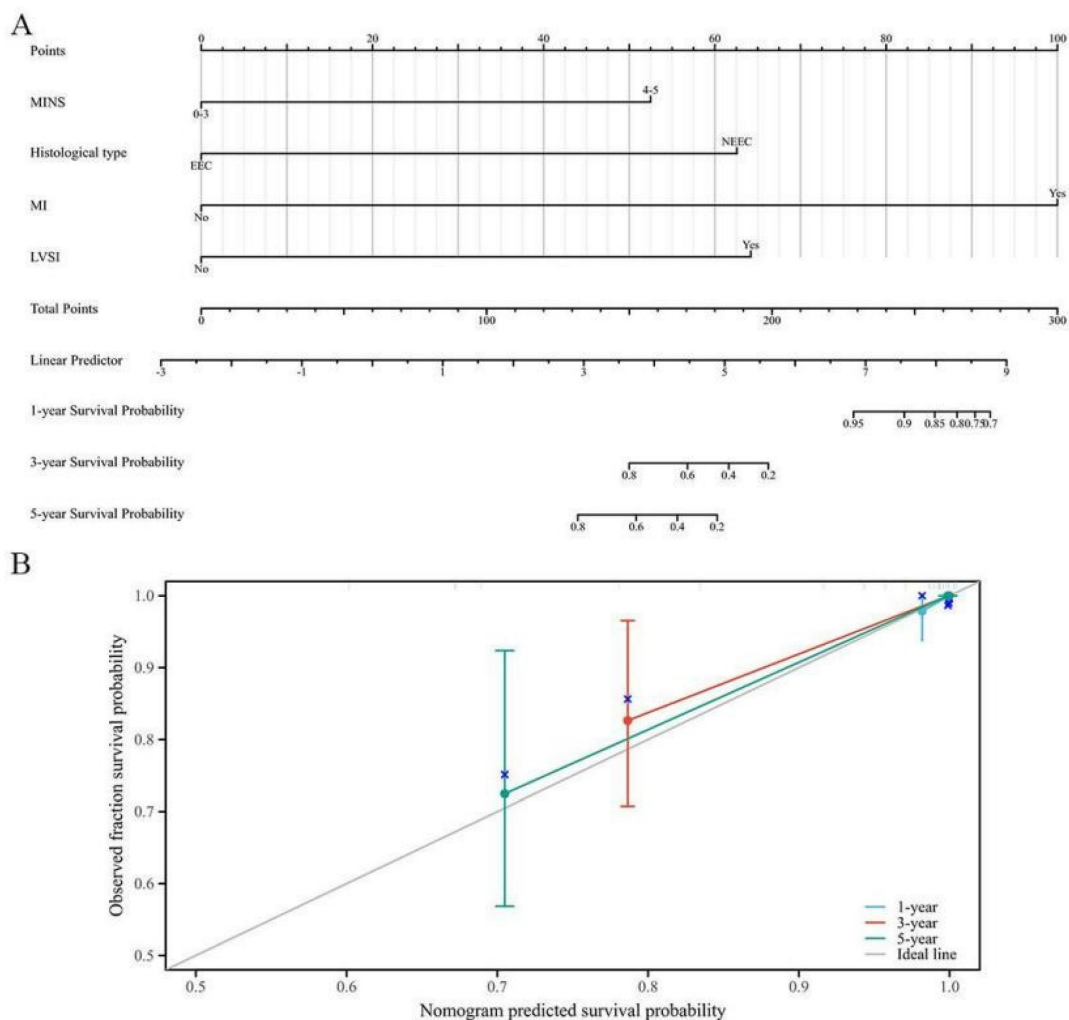 A
Points 0 20 40 60 80 100
MINS 0-3 4-5
Histological type EEC NEEC
MI No Yes
LVSI No Yes
Total Points 0 100 200 300
Linear Predictor -3 -1 1 3 5 7 9
1-year Survival Probability 0.95 0.9 0.85 0.80 0.75 0.7
3-year Survival Probability 0.8 0.6 0.4 0.2
5-year Survival Probability 0.8 0.6 0.4 0.2
B
Observed fraction survival probability
1.0
0.9
0.8
0.7
0.6
0.5
1-year
3-year
5-year
Ideal line
0.5 0.6 0.7 0.8 0.9 1.0
Nomogram predicted survival probability